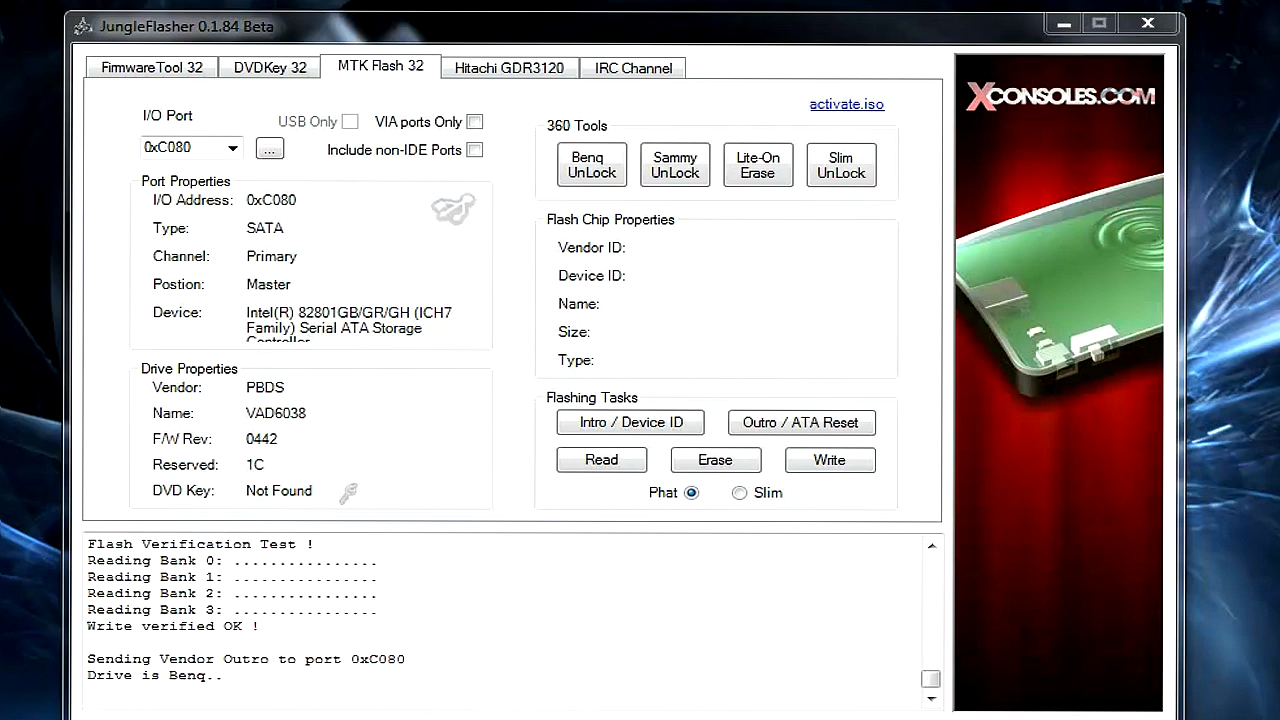 JungleFlasher 0.1.84 Beta
FirmwareTool 32
DVDKey 32
MTK Flash 32
Hitachi GDR3120
IRC Channel
I/O Port
USB Only
VIA ports Only
0xC080
...
Include non-IDE Ports
Port Properties
I/O Address: 0xC080
Type: SATA
Channel: Primary
Postion: Master
Device: Intel(R) 82801GB/GR/GH (ICH7
Family) Serial ATA Storage
Controller
Drive Properties
Vendor: PBDS
Name: VAD6038
F/W Rev: 0442
Reserved: 1C
DVD Key: Not Found
activate.iso
360 Tools
Benq
UnLock
Sammy
UnLock
Lite-On
Erase
Slim
UnLock
Flash Chip Properties
Vendor ID:
Device ID:
Name:
Size:
Type:
Flashing Tasks
Intro / Device ID
Outro / ATA Reset
Read
Erase
Write
Phat
Slim
XCONSOLES.COM
Flash Verification Test !
Reading Bank 0: ................
Reading Bank 1: ................
Reading Bank 2: ................
Reading Bank 3: ................
Write verified OK !
Sending Vendor Outro to port 0xC080
Drive is Benq..